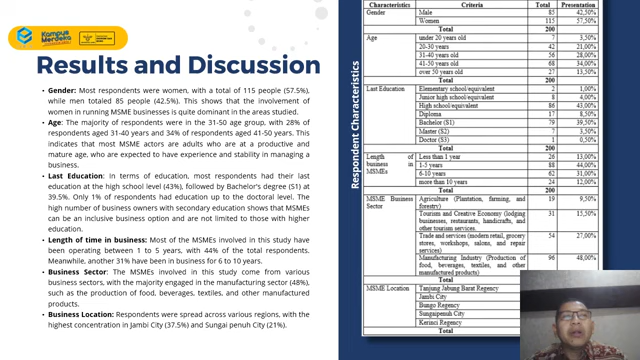 Kampus
Merdeka
Results and Discussion
• Gender: Most respondents were women, with a total of 115 people (57.5%),
while men totaled 85 people (42.5%). This shows that the involvement of
women in running MSME businesses is quite dominant in the areas studied.
• Age: The majority of respondents were in the 31-50 age group, with 28% of
respondents aged 31-40 years and 34% of respondents aged 41-50 years. This
indicates that most MSME actors are adults who are at a productive and
mature age, who are expected to have experience and stability in managing a
business.
• Last Education: In terms of education, most respondents had their last
education at the high school level (43%), followed by Bachelor's degree (S1) at
39.5%. Only 1% of respondents had education up to the doctoral level. The
high number of business owners with secondary education shows that MSMEs
can be an inclusive business option and are not limited to those with higher
education.
• Length of time in business: Most of the MSMEs involved in this study have
been operating between 1 to 5 years, with 44% of the total respondents.
Meanwhile, another 31% have been in business for 6 to 10 years.
• Business Sector: The MSMEs involved in this study come from various
business sectors, with the majority engaged in the manufacturing sector (48%),
such as the production of food, beverages, textiles, and other manufactured
products.
• Business Location: Respondents were spread across various regions, with the
highest concentration in Jambi City (37.5%) and Sungai penuh City (21%).
Respondent Characteristics
Characteristics Criteria Total Presentation
Gender Male 85 42,50%
Women 115 57,50%
Total 200
Age under 20 years old 7 3,50%
20-30 years 42 21,00%
31-40 years old 56 28,00%
41-50 years old 68 34,00%
over 50 years old 27 13,50%
Total 200
Last Education Elementary school/equivalent 2 1,00%
Junior high school/equivalent 8 4,00%
High school/equivalent 86 43,00%
Diploma 17 8,50%
Bachelor (S1) 79 39,50%
Master (S2) 7 3,50%
Doctor (S3) 1 0,50%
Total 200
Length of business in MSMEs Less than 1 year 26 13,00%
1-5 years 88 44,00%
6-10 years 62 31,00%
more than 10 years 24 12,00%
Total 200
MSME Business Sector Agriculture (Plantation, farming, and 19 9,50%
forestry)
Tourism and Creative Economy (lodging 31 15,50%
businesses, restaurants, handicrafts, and
other tourism services.
Trade and services (modern retail, grocery 54 27,00%
stores, workshops, salons, and repair
services)
Manufacturing Industry (Production of 96 48,00%
food, beverages, textiles, and other
manufactured products)
Total 200
MSME Location Tanjung Jabung Barat Regency
Jambi City
Bungo Regency
Sungaipenuh City
Kerinci Regency
Total